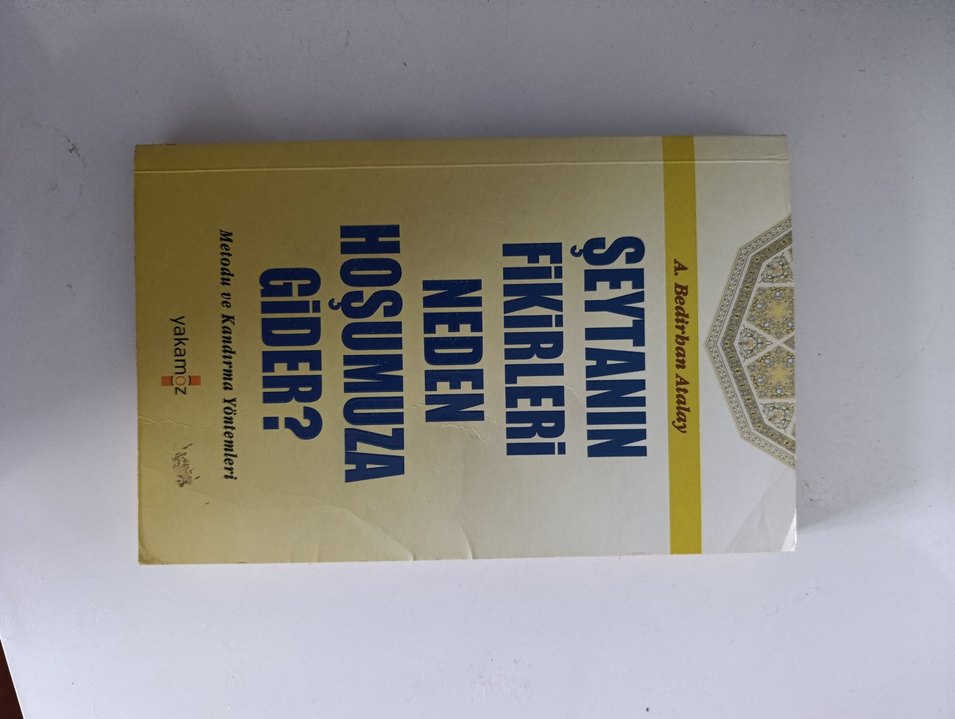 A. Bedirhan Atalay
ŞEYTANIN
FİKİRLERİ
NEDEN
HOŞUMUZA
GİDER?
Metodu ve Kandırma Yöntemleri
yakamoz